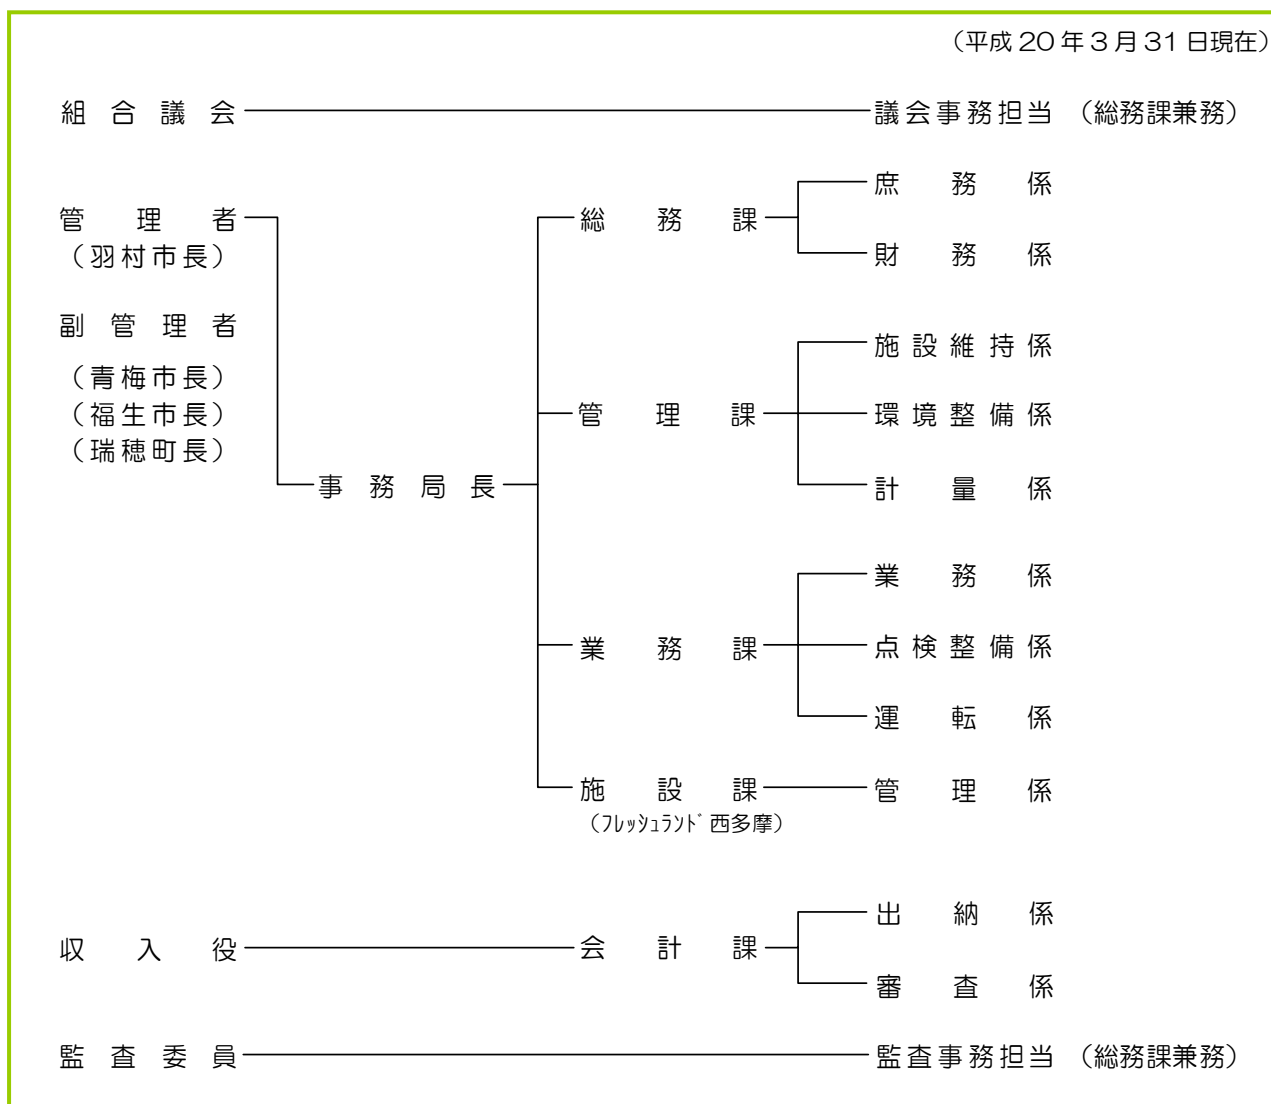 （平成20年3月31日現在）
組合議会 議会事務担当 （総務課兼務）
庶務係
管理者 総務課
（羽村市長） 財務係
副管理者
施設維持係
（青梅市長）
（福生市長） 管理課 環境整備係
（瑞穂町長）
事務局長 計量係
業務係
業務課 点検整備係
運転係
施設課 管理係
（ﾌﾚｯｼｭﾗﾝﾄﾞ西多摩）
出納係
収入役 会計課
審査係
監査委員 監査事務担当 （総務課兼務）